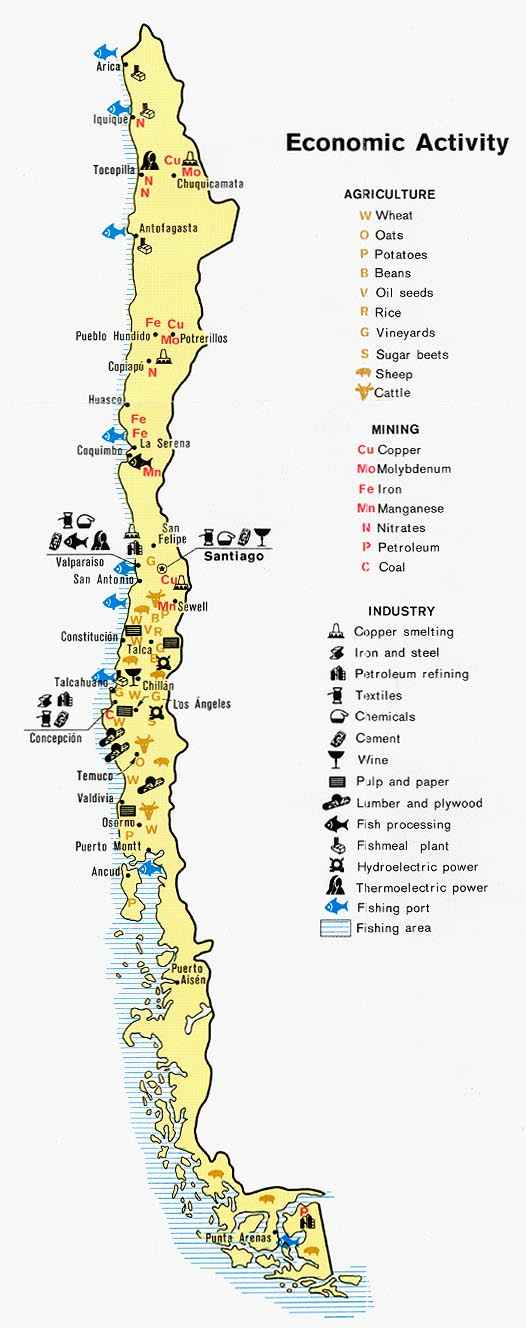 Economic Activity
AGRICULTURE
W Wheat
O Oats
P Potatoes
B Beans
V Oil seeds
R Rice
G Vineyards
S Sugar beets
Sheep
Cattle
MINING
Cu Copper
Mo Molybdenum
Fe Iron
Mn Manganese
N Nitrates
P Petroleum
C Coal
INDUSTRY
Copper smelting
Iron and steel
Petroleum refining
Textiles
Chemicals
Cement
Wine
Pulp and paper
Lumber and plywood
Fish processing
Fishmeal plant
Hydroelectric power
Thermoelectric power
Fishing port
Fishing area
Arica
Iquique
N
Tocopilla
Cu
Mo
N
N
Chuquicamata
Antofagasta
Fe Cu
Pueblo Hundido
Mo
Potrerillos
Copiapó
N
Huasco
Fe
Fe
La Serena
Coquimbo
Mn
San
Felipe
Valparaiso
G
Santiago
San Antonio
Cu
Mn
Sewell
W
B
P
V
R
Constitución
W
Talca
G
B
Talcahuano
Chillán
G
W
G
Los Ángeles
C
W
S
Concepción
Temuco
O
W
Valdivia
Osorno
W
P
Puerto Montt
Ancud
P
Puerto
Aisén
P
Punta Arenas